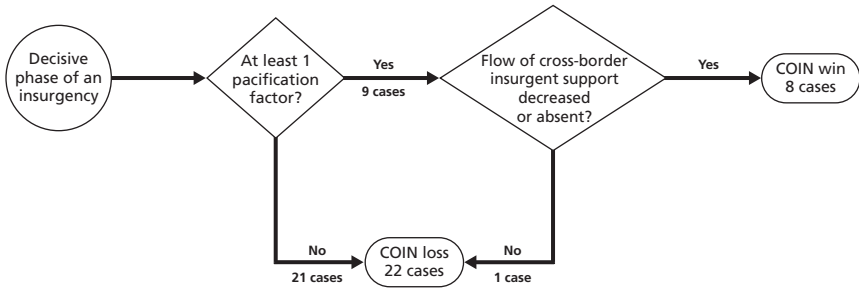 Decisive
phase of an
insurgency
At least 1
pacification
factor?
Yes
9 cases
Flow of cross-border
insurgent support
decreased
or absent?
Yes
COIN win
8 cases
No
21 cases
COIN loss
22 cases
No
1 case